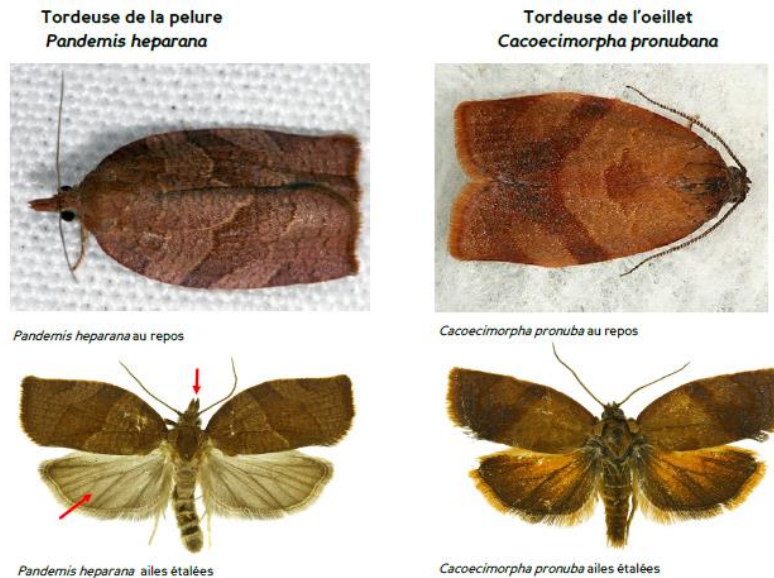 Tordeuse de la pelure
Pandemis heparana
Tordeuse de l'oeillet
Cacoecimorpha pronubana
Pandemis heparana au repos
Cacoecimorpha pronuba au repos
Pandemis heparana ailes étalées
Cacoecimorpha pronuba ailes étalées